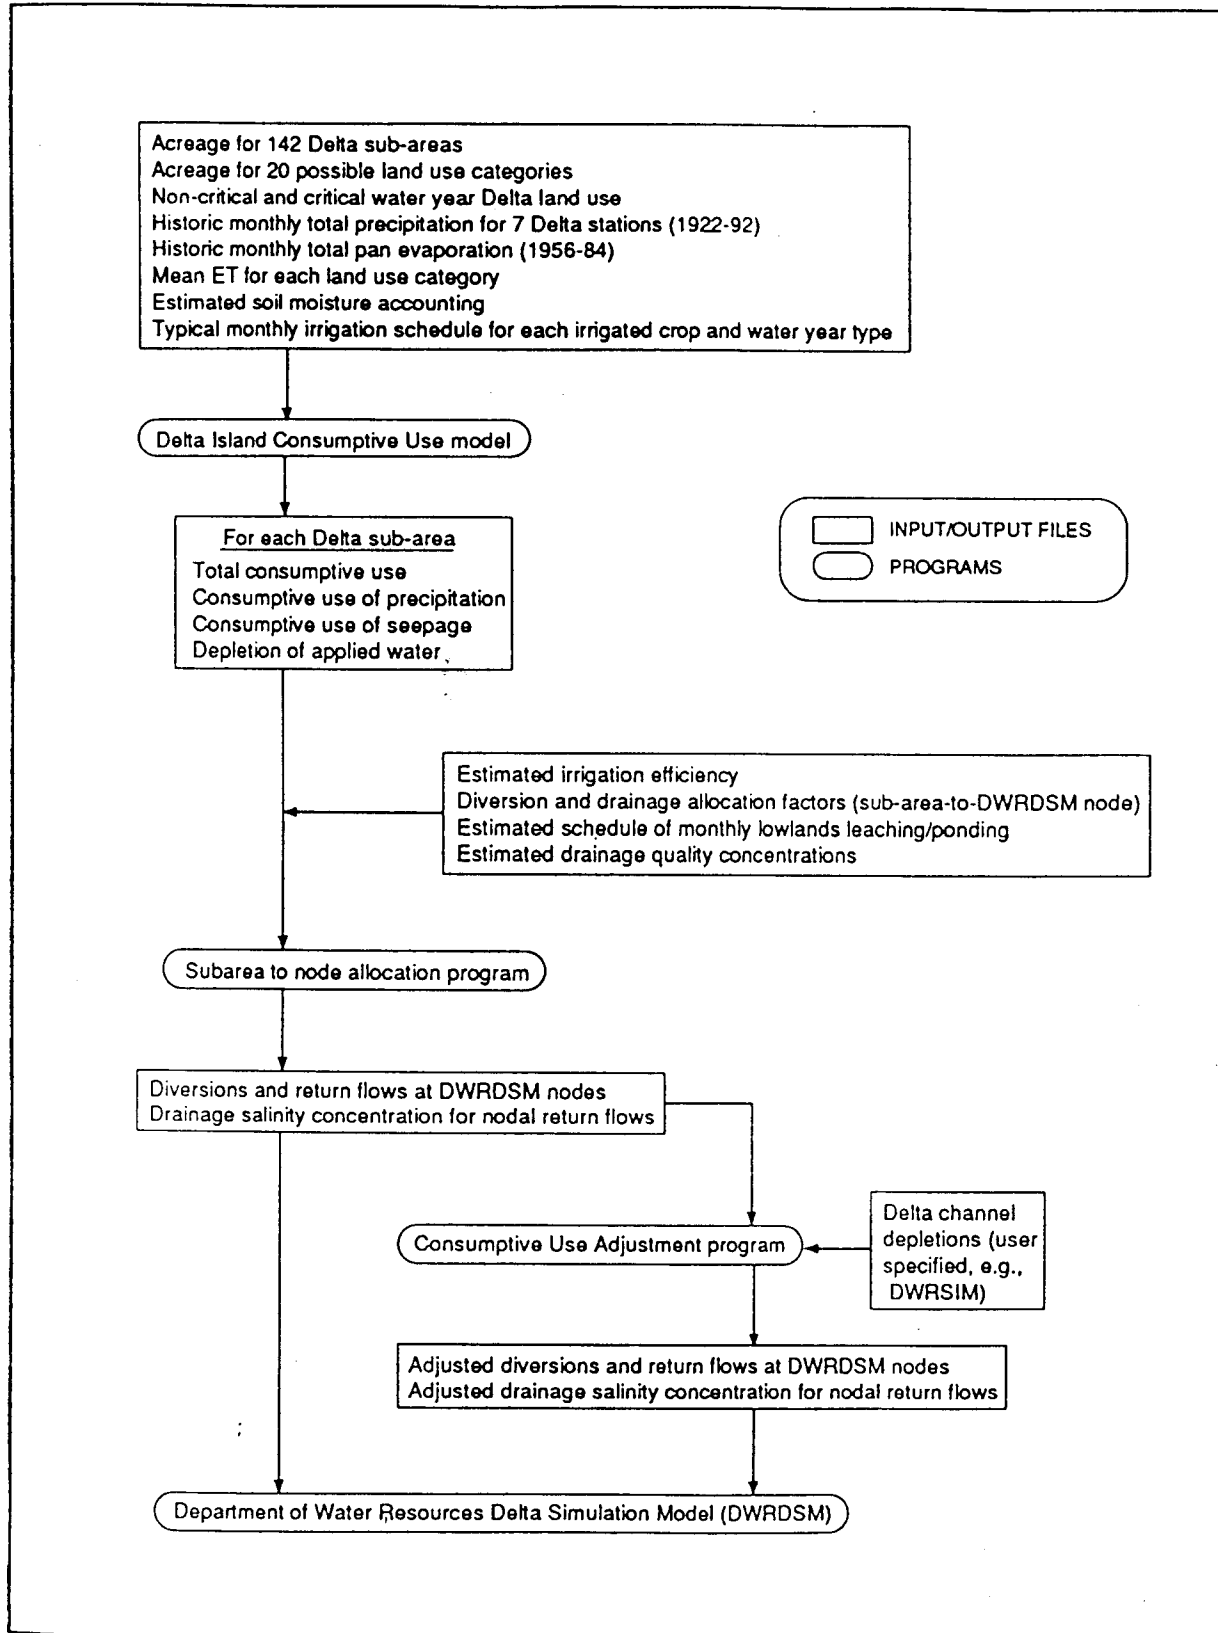 Acreage for 142 Delta sub-areas
Acreage for 20 possible land use categories
Non-critical and critical water year Delta land use
Historic monthly total precipitation for 7 Delta stations (1922-92)
Historic monthly total pan evaporation (1956-84)
Mean ET for each land use category
Estimated soil moisture accounting
Typical monthly irrigation schedule for each irrigated crop and water year type
Delta Island Consumptive Use model
For each Delta sub-area
Total consumptive use
Consumptive use of precipitation
Consumptive use of seepage
Depletion of applied water
INPUT/OUTPUT FILES
PROGRAMS
Estimated irrigation efficiency
Diversion and drainage allocation factors (sub-area-to-DWRDSM node)
Estimated schedule of monthly lowlands leaching/ponding
Estimated drainage quality concentrations
Subarea to node allocation program
Diversions and return flows at DWRDSM nodes
Drainage salinity concentration for nodal return flows
Consumptive Use Adjustment program
Delta channel
depletions (user
specified, e.g.,
DWRSIM)
Adjusted diversions and return flows at DWRDSM nodes
Adjusted drainage salinity concentration for nodal return flows
Department of Water Resources Delta Simulation Model (DWRDSM)